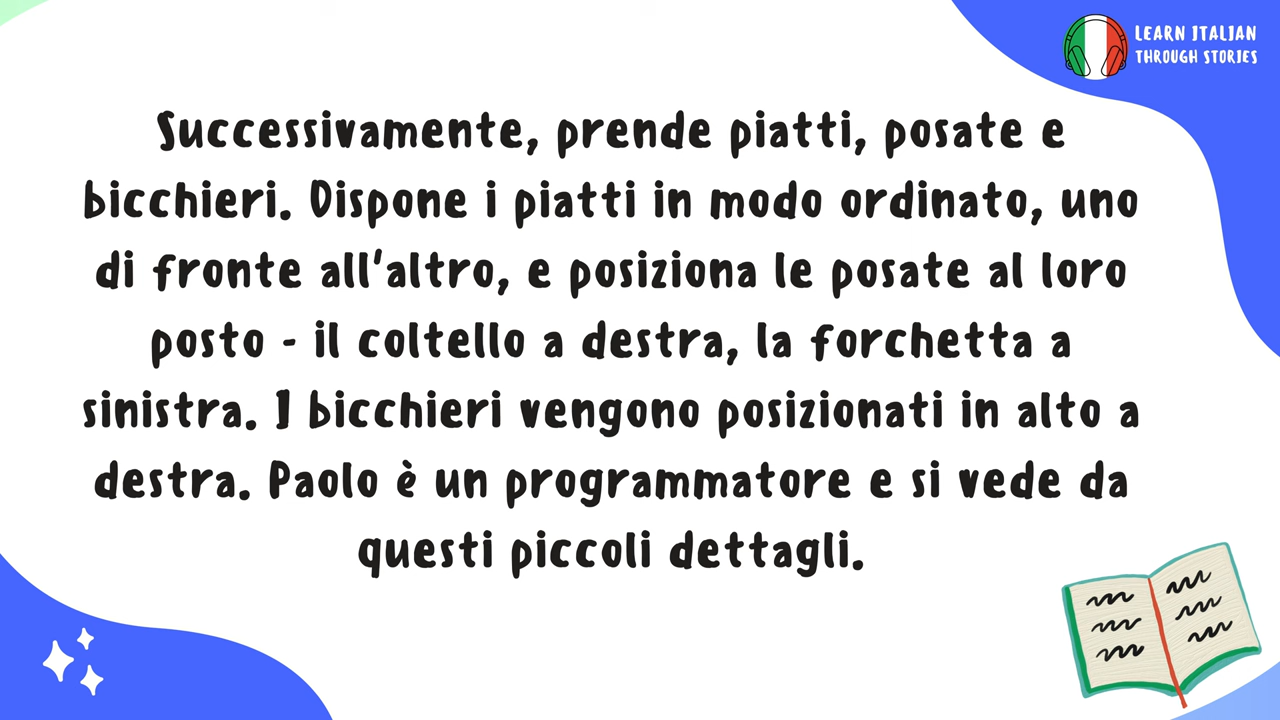 LEARN ITALIAN
THROUGH STORIES
Successivamente, prende piatti, posate e
bicchieri. Dispone i piatti in modo ordinato, uno
di fronte all'altro, e posiziona le posate al loro
posto - il coltello a destra, la forchetta a
sinistra. I bicchieri vengono posizionati in alto a
destra. Paolo è un programmatore e si vede da
questi piccoli dettagli.